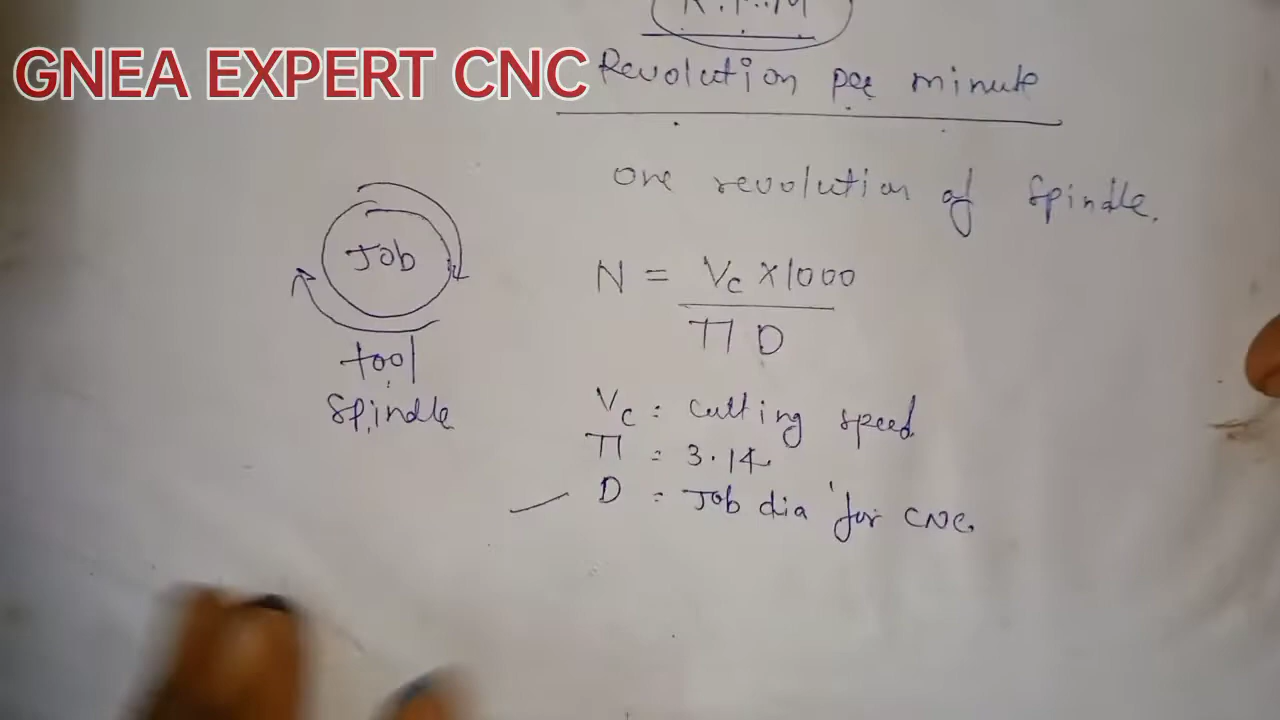 R.P.M
GNEA EXPERT CNC
Revolution per minute
one revolution of spindle.
Job
N = Vc x1000
π D
tool
spindle
Vc : cutting speed
π : 3.14
D = Job dia for CNC.